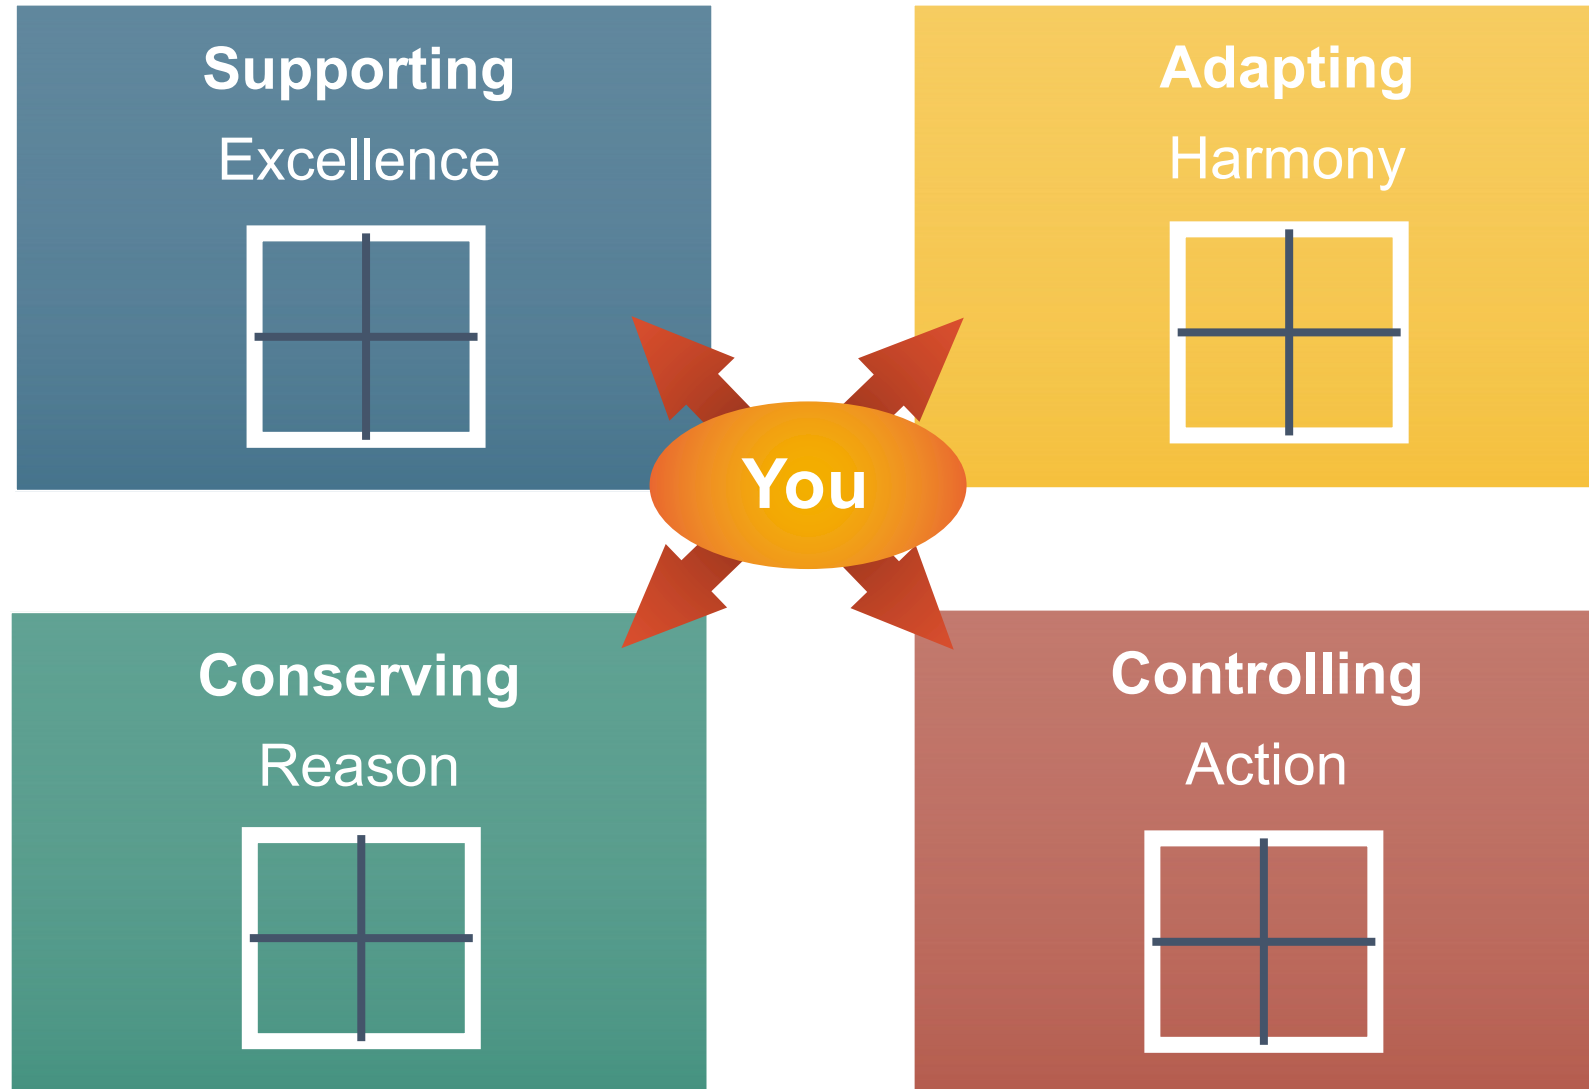 Supporting
Excellence
Adapting
Harmony
You
Conserving
Reason
Controlling
Action